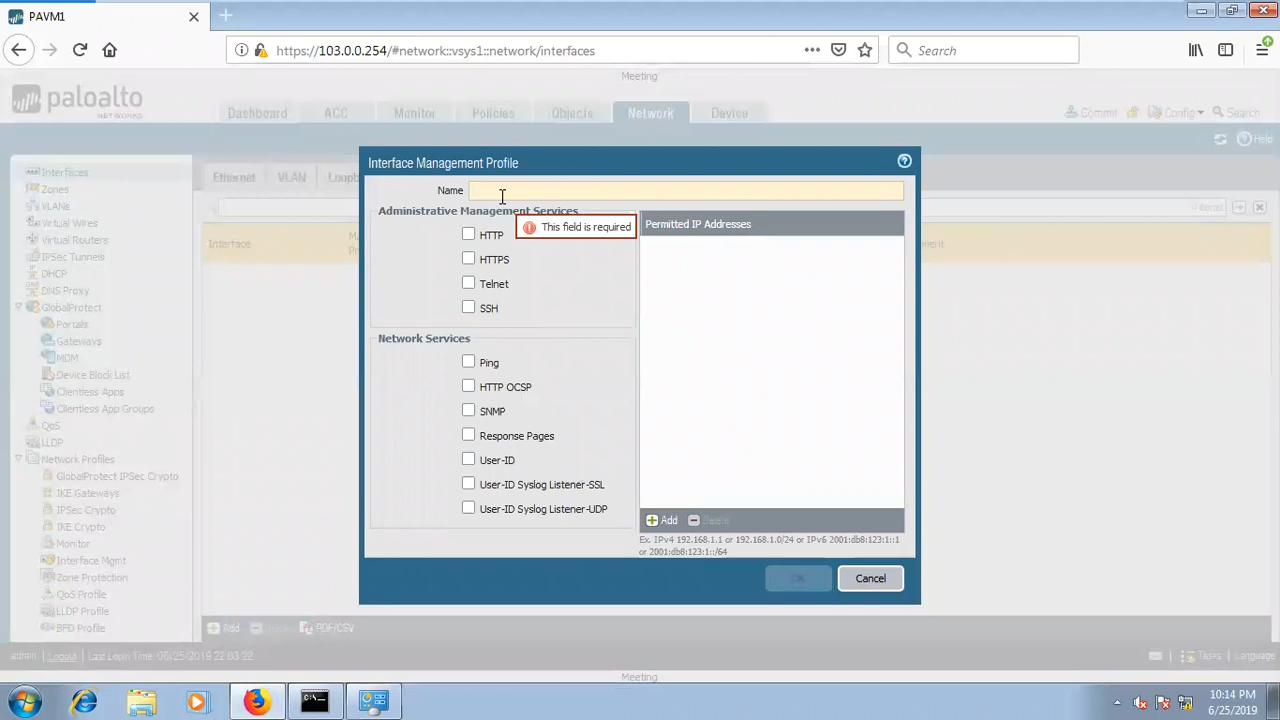 PAVM1
https://103.0.0.254/#network::vsys1::network/interfaces
Search
Meeting
paloalto
NETWORKS
Dashboard ACC Monitor Policies Objects Network Device
Commit Config Search
Help
Interfaces
Zones
VLANs
Virtual Wires
Virtual Routers
IPSec Tunnels
DHCP
DNS Proxy
GlobalProtect
Portals
Gateways
MDM
Device Block List
Clientless Apps
Clientless App Groups
QoS
LLDP
Network Profiles
GlobalProtect IPSec Crypto
IKE Gateways
IPSec Crypto
IKE Crypto
Monitor
Interface Mgmt
Zone Protection
QoS Profile
LLDP Profile
BFD Profile
Ethernet VLAN
Interface
Interface Management Profile
Name
Administrative Management Services
This field is required
HTTP
HTTPS
Telnet
SSH
Network Services
Ping
HTTP OCSP
SNMP
Response Pages
User-ID
User-ID Syslog Listener-SSL
User-ID Syslog Listener-UDP
Permitted IP Addresses
Add Delete
Ex. IPv4 192.168.1.1 or 192.168.1.0/24 or IPv6 2001:db8:123:1::1
or 2001:db8:123:1::/64
OK Cancel
Add PDF/CSV
admin Logout Last Login Time: 06/25/2019 22:03:22
Tasks Language
Meeting
10:14 PM
6/25/2019